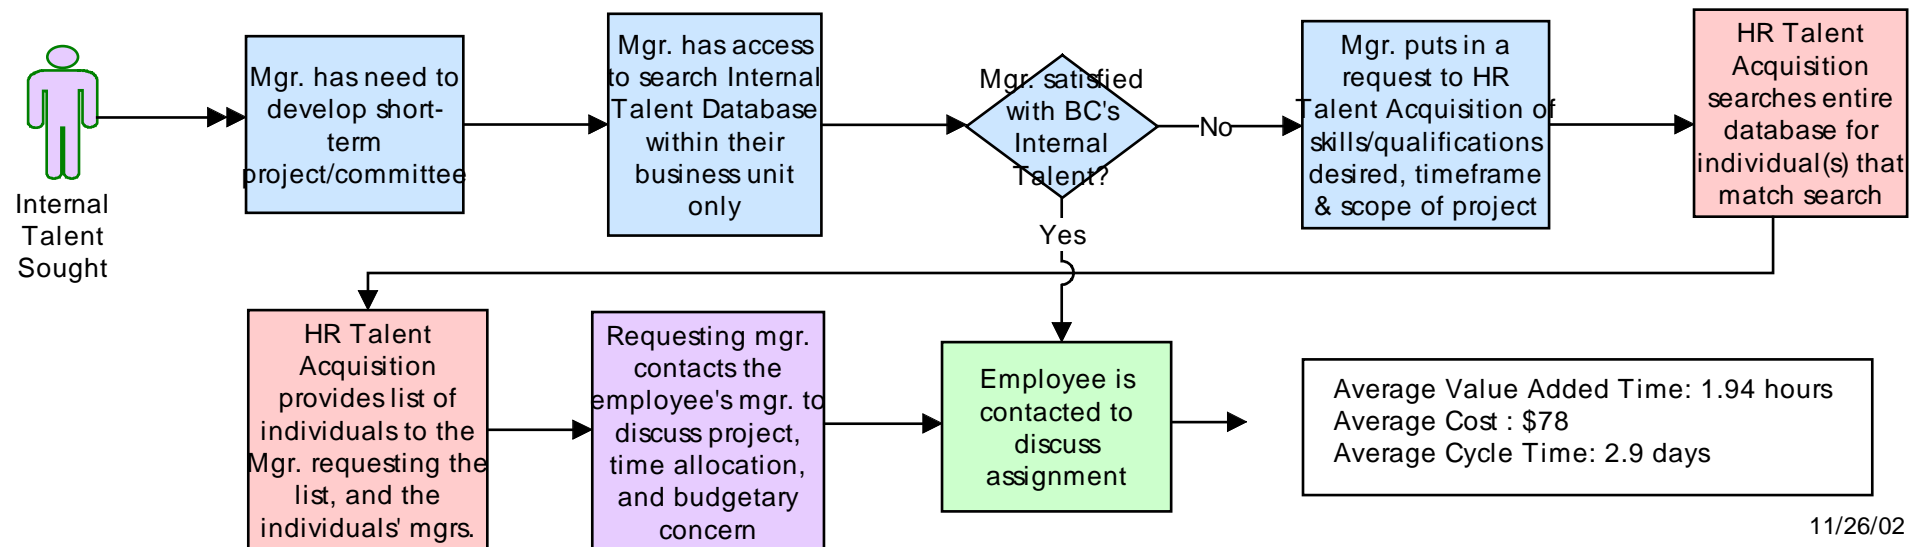 Internal
Talent
Sought
Mgr. has need to
develop short-
term
project/committee
Mgr. has access
to search Internal
Talent Database
within their
business unit
only
Mgr. satisfied
with BC's
Internal
Talent?
No
Yes
Mgr. puts in a
request to HR
Talent Acquisition of
skills/qualifications
desired, timeframe
& scope of project
HR Talent
Acquisition
searches entire
database for
individual(s) that
match search
HR Talent
Acquisition
provides list of
individuals to the
Mgr. requesting the
list, and the
individuals' mgrs.
Requesting mgr.
contacts the
employee's mgr. to
discuss project,
time allocation,
and budgetary
concern
Employee is
contacted to
discuss
assignment
Average Value Added Time: 1.94 hours
Average Cost : $78
Average Cycle Time: 2.9 days
11/26/02